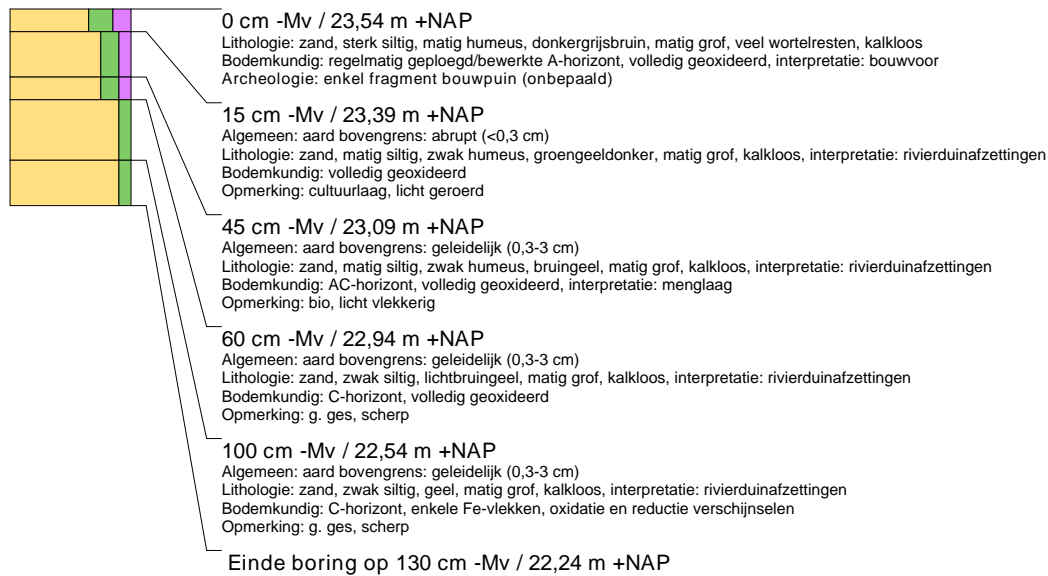 0 cm -Mv / 23,54 m +NAP
Lithologie: zand, sterk siltig, matig humeus, donkergrijsbruin, matig grof, veel wortelresten, kalkloos
Bodemkundig: regelmatig geploegd/bewerkte A-horizont, volledig geoxideerd, interpretatie: bouwvoor
Archeologie: enkel fragment bouwpuin (onbepaald)
15 cm -Mv / 23,39 m +NAP
Algemeen: aard bovengrens: abrupt (<0,3 cm)
Lithologie: zand, matig siltig, zwak humeus, groengeeldonker, matig grof, kalkloos, interpretatie: rivierduinafzettingen
Bodemkundig: volledig geoxideerd
Opmerking: cultuurlaag, licht geroerd
45 cm -Mv / 23,09 m +NAP
Algemeen: aard bovengrens: geleidelijk (0,3-3 cm)
Lithologie: zand, matig siltig, zwak humeus, bruingeel, matig grof, kalkloos, interpretatie: rivierduinafzettingen
Bodemkundig: AC-horizont, volledig geoxideerd, interpretatie: menglaag
Opmerking: bio, licht vlekkerig
60 cm -Mv / 22,94 m +NAP
Algemeen: aard bovengrens: geleidelijk (0,3-3 cm)
Lithologie: zand, zwak siltig, lichtbruingeel, matig grof, kalkloos, interpretatie: rivierduinafzettingen
Bodemkundig: C-horizont, volledig geoxideerd
Opmerking: g. ges, scherp
100 cm -Mv / 22,54 m +NAP
Algemeen: aard bovengrens: geleidelijk (0,3-3 cm)
Lithologie: zand, zwak siltig, geel, matig grof, kalkloos, interpretatie: rivierduinafzettingen
Bodemkundig: C-horizont, enkele Fe-vlekken, oxidatie en reductie verschijnselen
Opmerking: g. ges, scherp
Einde boring op 130 cm -Mv / 22,24 m +NAP